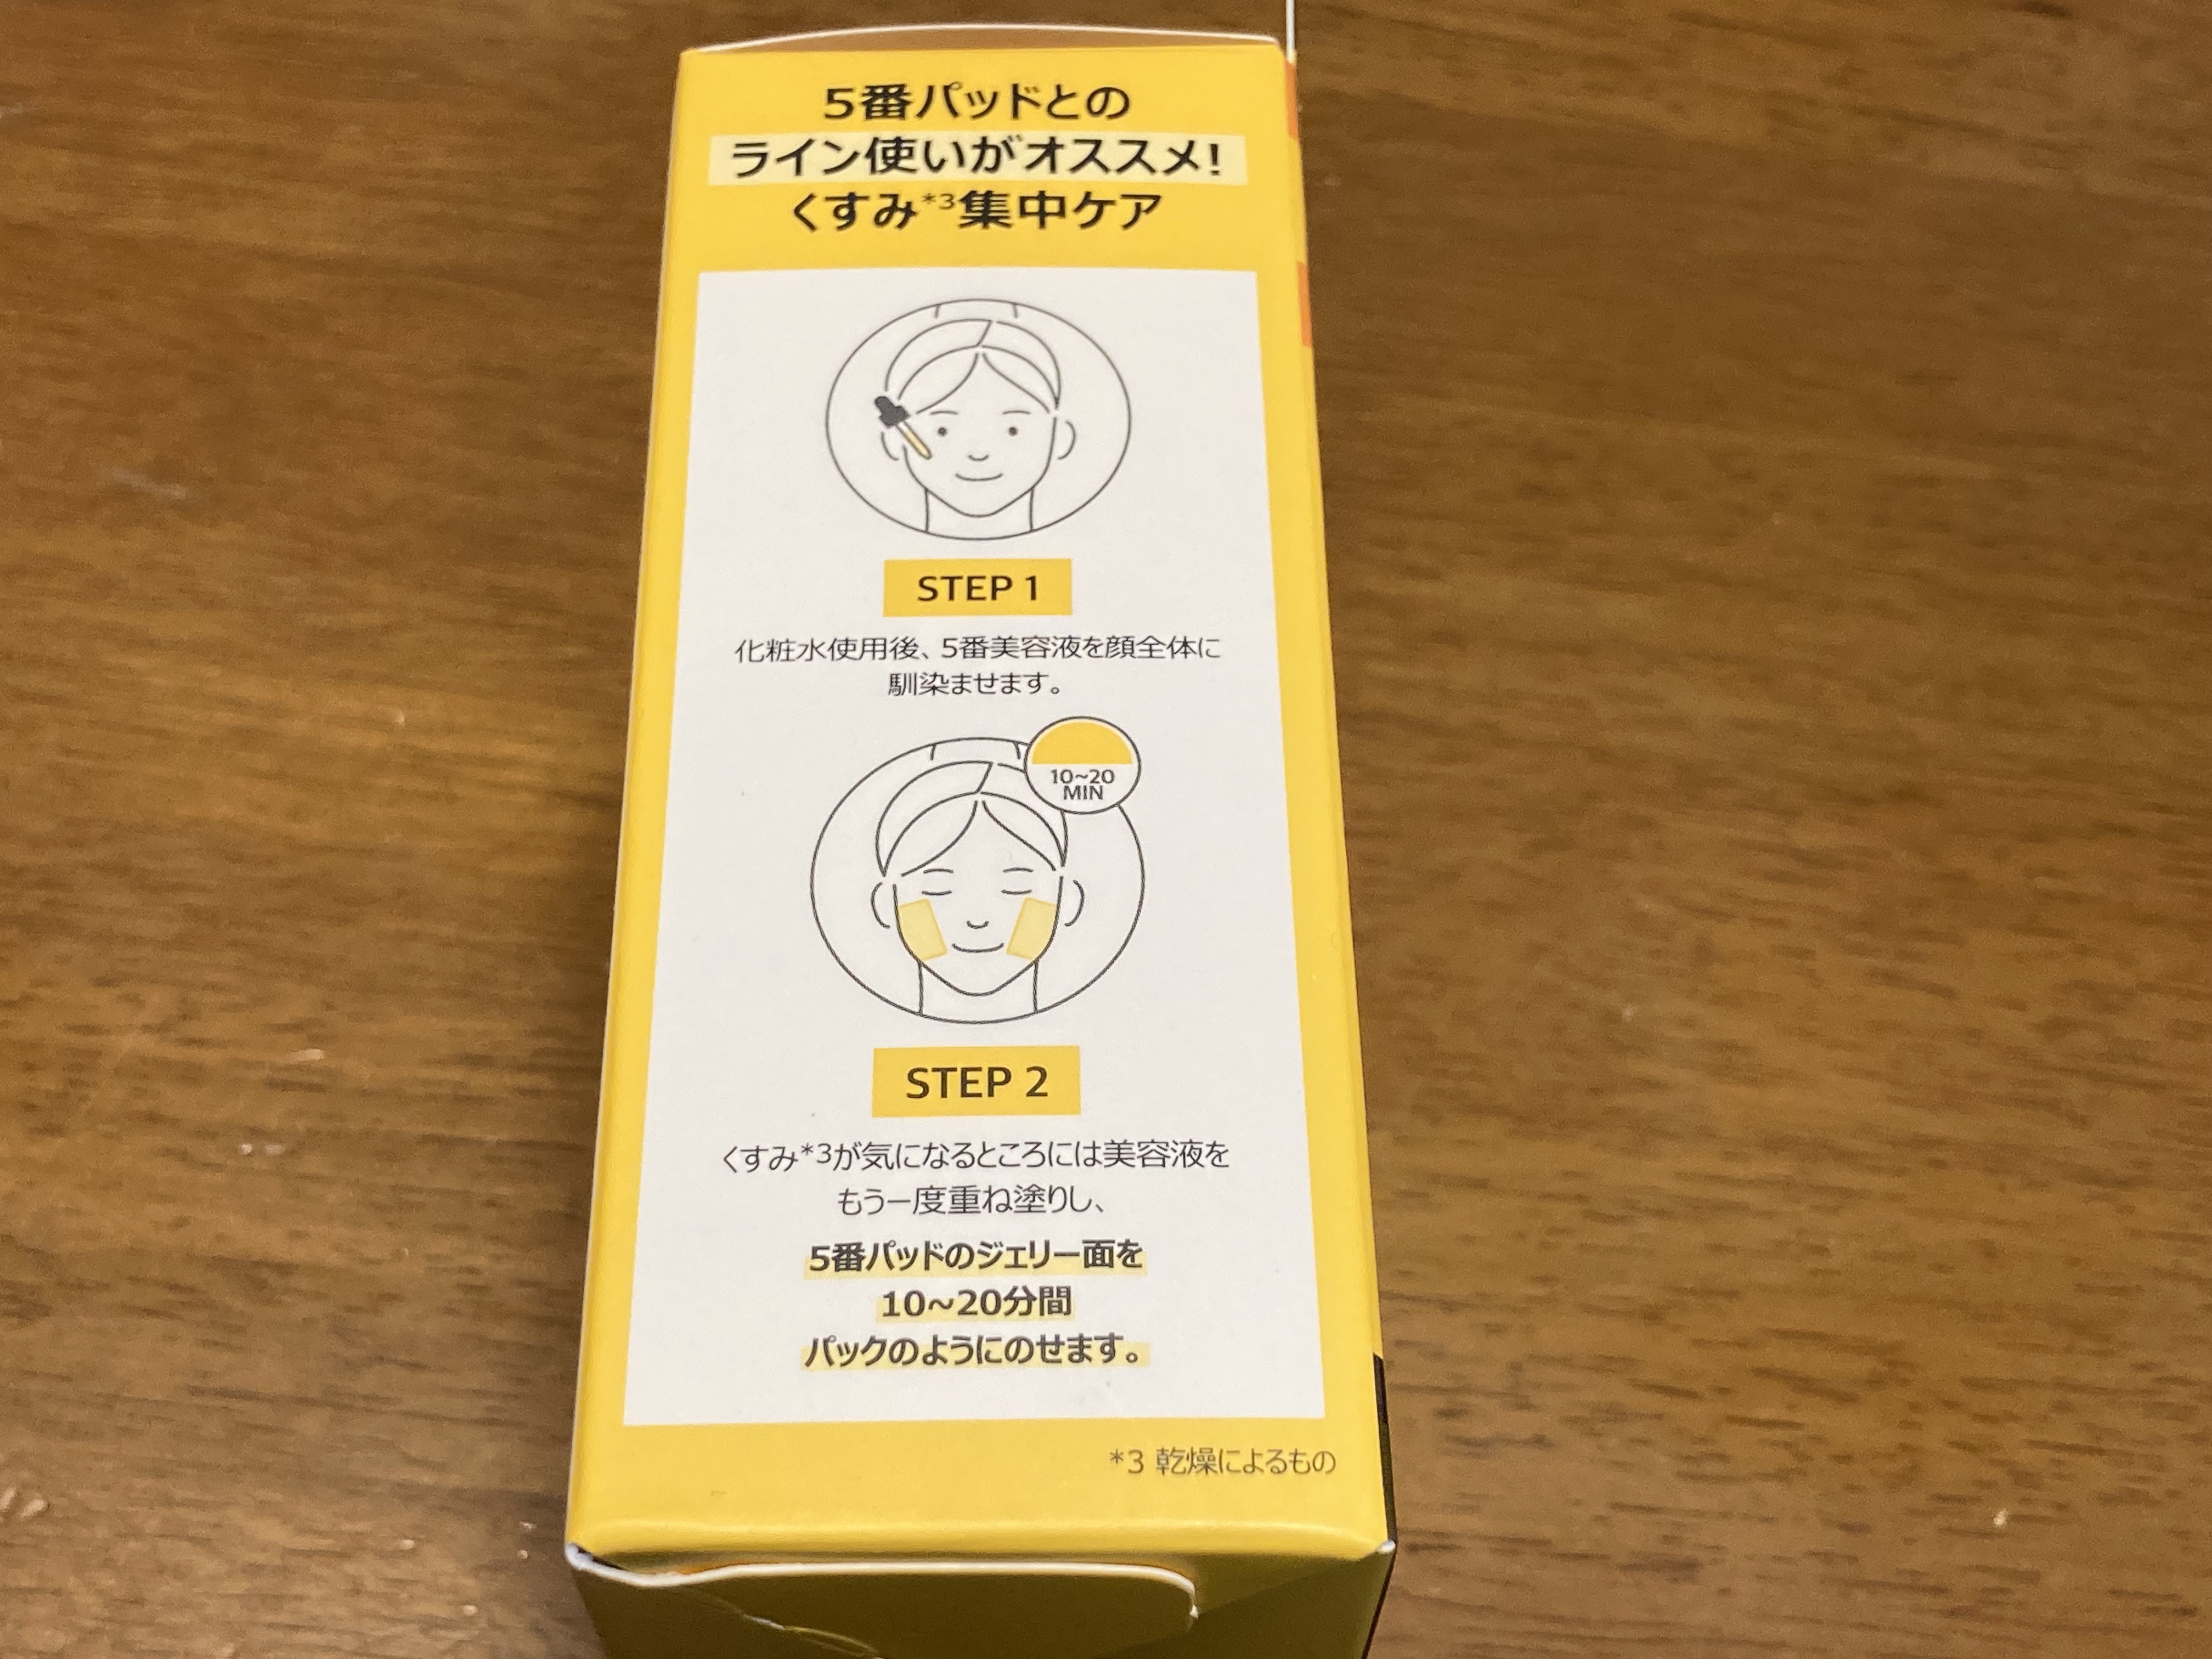 5番パッドとの
ライン使いがオススメ!
くすみ*3集中ケア
STEP 1
化粧水使用後、5番美容液を顔全体に
馴染ませます。
10~20
MIN
STEP 2
くすみ*3が気になるところには美容液を
もう一度重ね塗りし、
5番パッドのジェリー面を
10~20分間
パックのようにのせます。
*3 乾燥によるもの